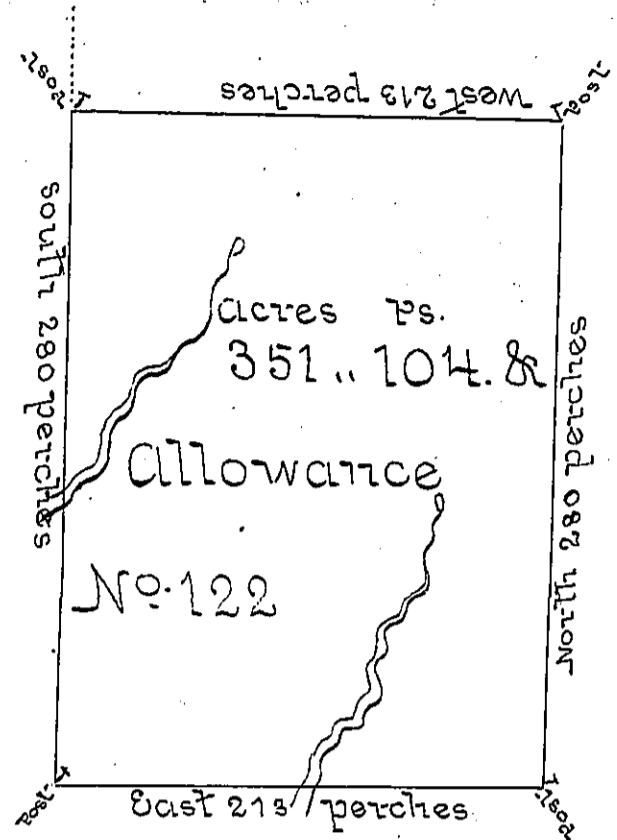 Post
West 213 perches
Post
South 280 perches
acres ps.
351,, 104. &
Allowance
No. 122
North 280 perches
Post
East 213 perches
Post